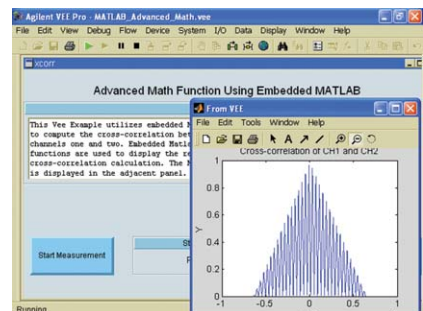 Agilent VEE Pro - MATLAB_Advanced_Math.vee
File Edit View Debug Flow Device System I/O Data Display Window Help
xcorr
Advanced Math Function Using Embedded MATLAB
This Vee Example utilizes embedded M
to compute the cross-correlation bet
channels one and two. Embedded Matla
functions are used to display the re
cross-correlation calculation. The M
is displayed in the adjacent panel.
Start Measurement
St
From VEE
File Edit Tools Window Help
Cross-correlation of CH1 and CH2
Y
1
0.8
0.6
0.4
0.2
0
-1 -0.5 0 0.5 1
Running